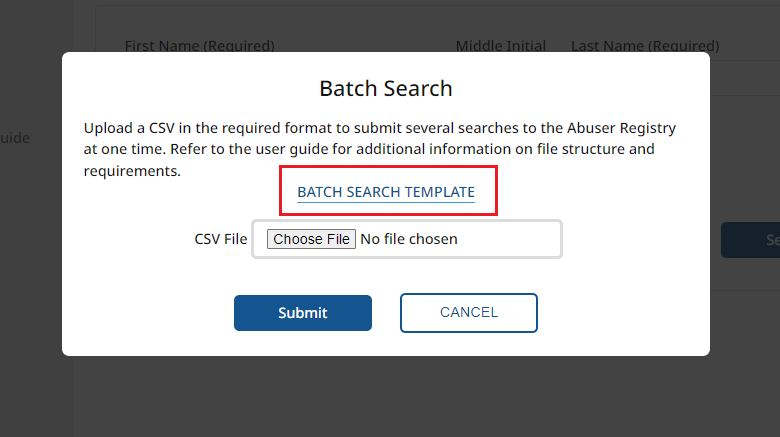 First Name (Required) Middle Initial Last Name (Required)
Batch Search
Upload a CSV in the required format to submit several searches to the Abuser Registry
at one time. Refer to the user guide for additional information on file structure and
requirements.
BATCH SEARCH TEMPLATE
uide
CSV File Choose File No file chosen
Se
Submit CANCEL